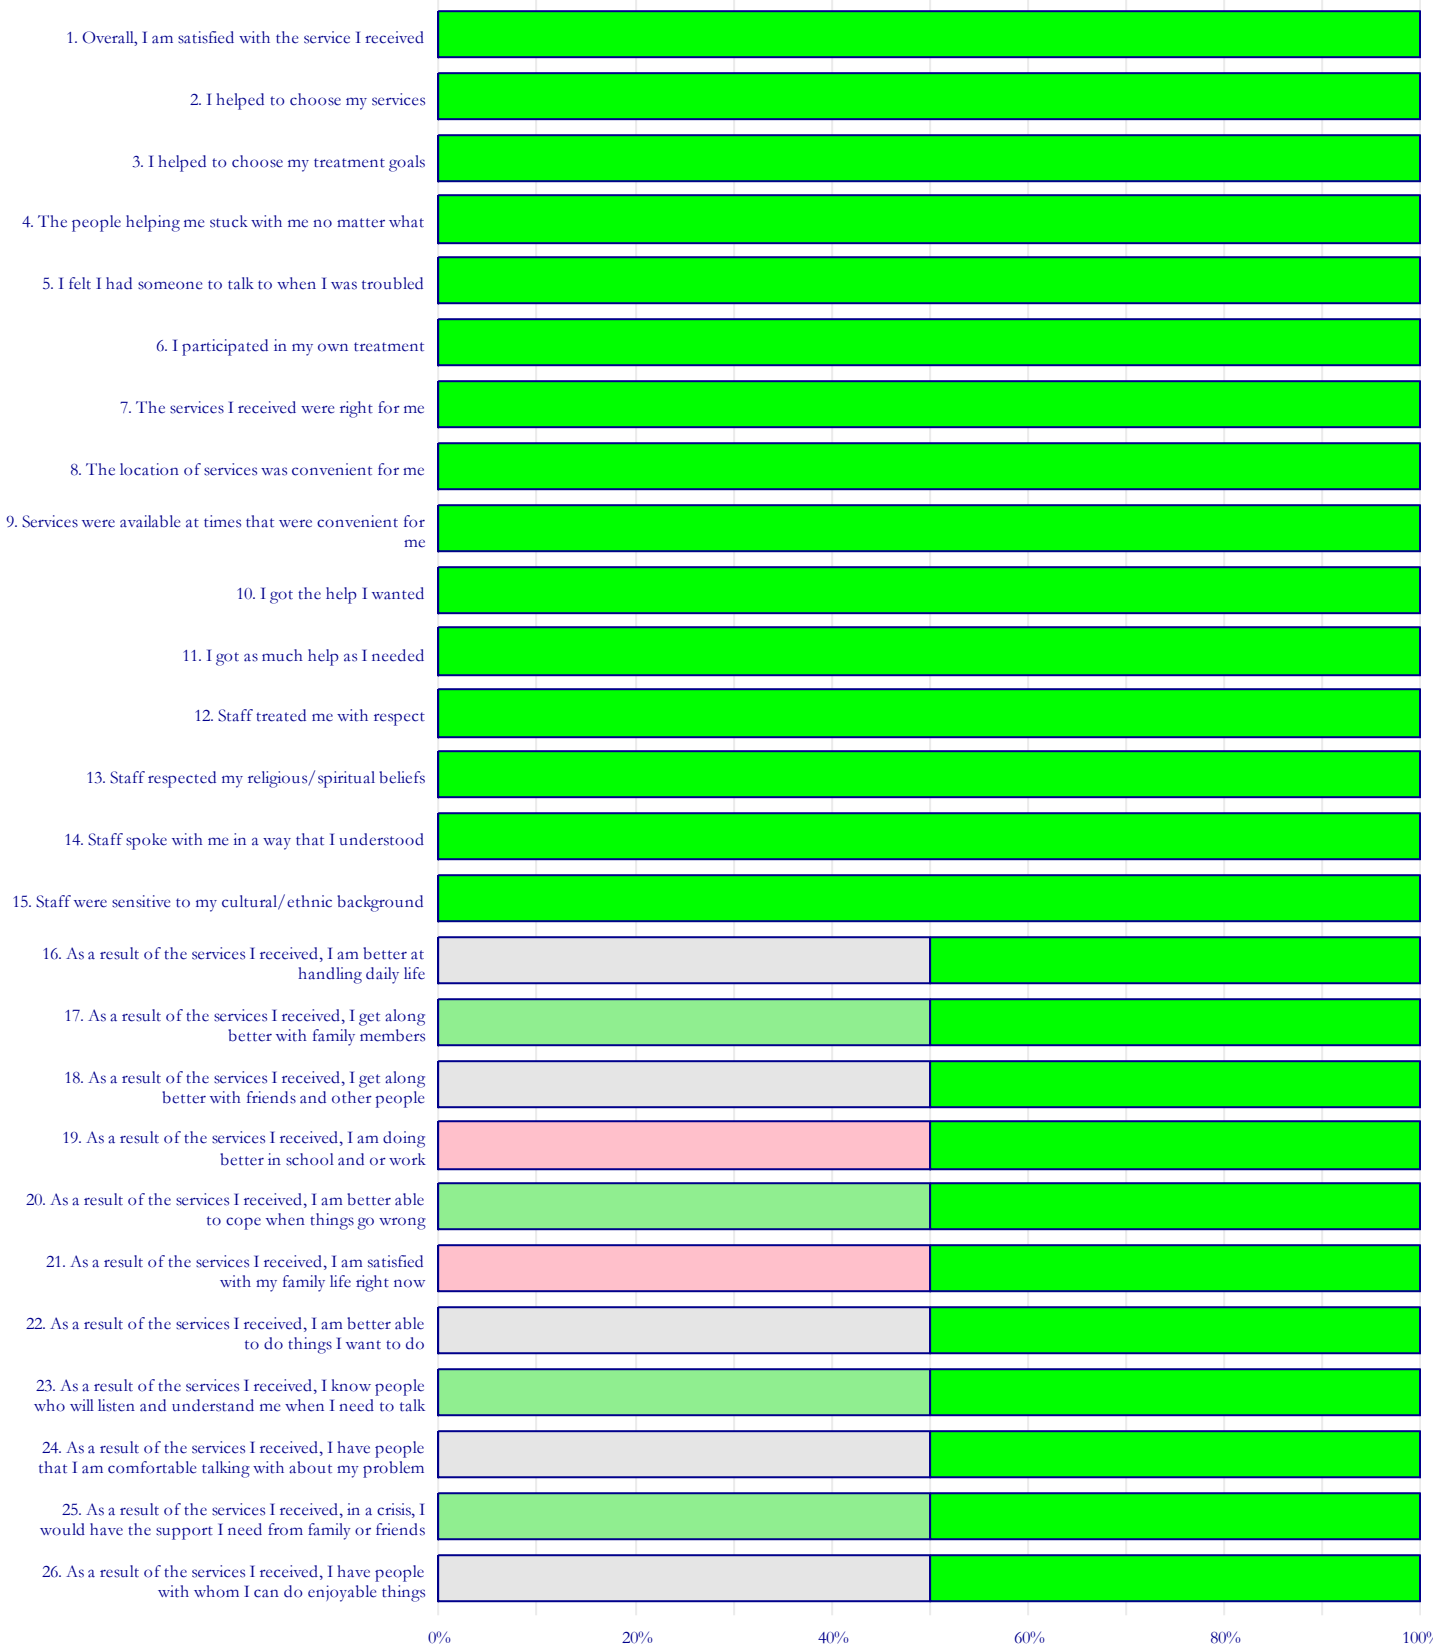 1. Overall, I am satisfied with the service I received
2. I helped to choose my services
3. I helped to choose my treatment goals
4. The people helping me stuck with me no matter what
5. I felt I had someone to talk to when I was troubled
6. I participated in my own treatment
7. The services I received were right for me
8. The location of services was convenient for me
9. Services were available at times that were convenient for
me
10. I got the help I wanted
11. I got as much help as I needed
12. Staff treated me with respect
13. Staff respected my religious/spiritual beliefs
14. Staff spoke with me in a way that I understood
15. Staff were sensitive to my cultural/ethnic background
16. As a result of the services I received, I am better at
handling daily life
17. As a result of the services I received, I get along
better with family members
18. As a result of the services I received, I get along
better with friends and other people
19. As a result of the services I received, I am doing
better in school and or work
20. As a result of the services I received, I am better able
to cope when things go wrong
21. As a result of the services I received, I am satisfied
with my family life right now
22. As a result of the services I received, I am better able
to do things I want to do
23. As a result of the services I received, I know people
who will listen and understand me when I need to talk
24. As a result of the services I received, I have people
that I am comfortable talking with about my problem
25. As a result of the services I received, in a crisis, I
would have the support I need from family or friends
26. As a result of the services I received, I have people
with whom I can do enjoyable things
0% 20% 40% 60% 80% 100%